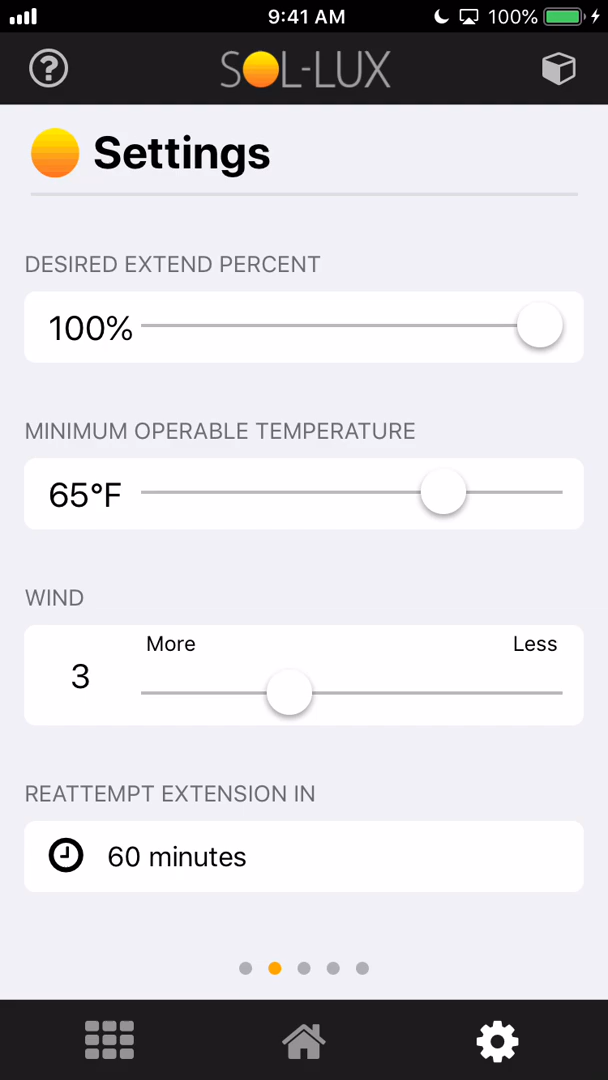 9:41 AM 100%
SOL-LUX
Settings
DESIRED EXTEND PERCENT
100%
MINIMUM OPERABLE TEMPERATURE
65°F
WIND
More Less
3
REATTEMPT EXTENSION IN
60 minutes